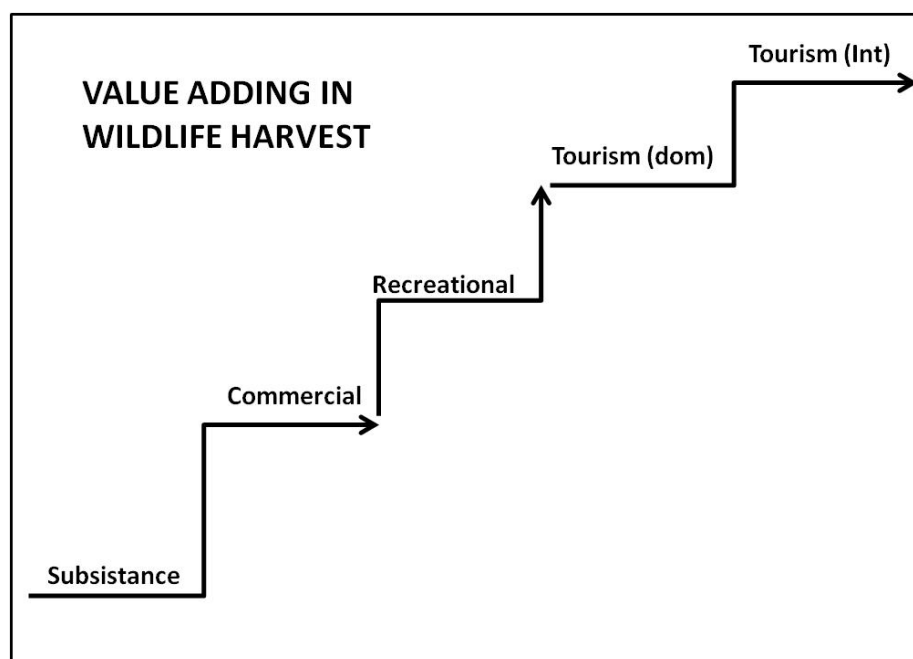 VALUE ADDING IN
WILDLIFE HARVEST
Tourism (Int)
Tourism (dom)
Recreational
Commercial
Subsistance